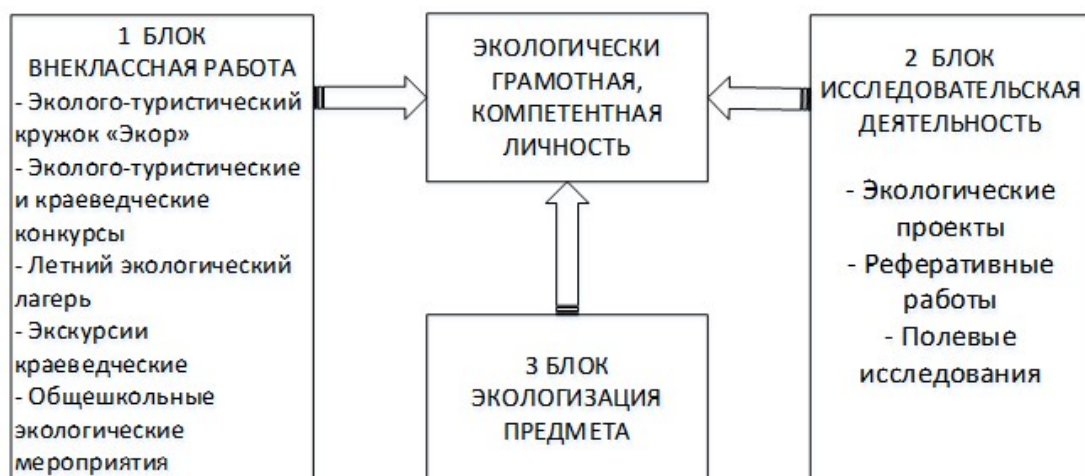 1 БЛОК
ВНЕКЛАССНАЯ РАБОТА
- Эколого-туристический
кружок «Экор»
- Эколого-туристические
и краеведческие
конкурсы
- Летний экологический
лагерь
- Экскурсии
краеведческие
- Общешкольные
экологические
мероприятия
ЭКОЛОГИЧЕСКИ
ГРАМОТНАЯ,
КОМПЕТЕНТНАЯ
ЛИЧНОСТЬ
3 БЛОК
ЭКОЛОГИЗАЦИЯ
ПРЕДМЕТА
2 БЛОК
ИССЛЕДОВАТЕЛЬСКАЯ
ДЕЯТЕЛЬНОСТЬ
- Экологические
проекты
- Реферативные
работы
- Полевые
исследования